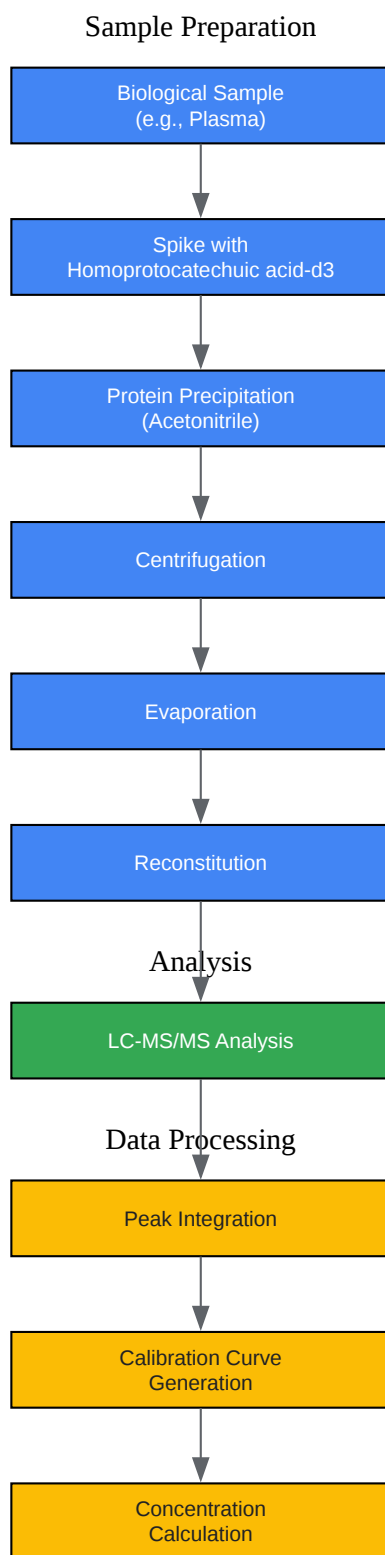 Sample Preparation
Biological Sample
(e.g., Plasma)
Spike with
Homoprotocatechuic acid-d3
Protein Precipitation
(Acetonitrile)
Centrifugation
Evaporation
Reconstitution
Analysis
LC-MS/MS Analysis
Data Processing
Peak Integration
Calibration Curve
Generation
Concentration
Calculation